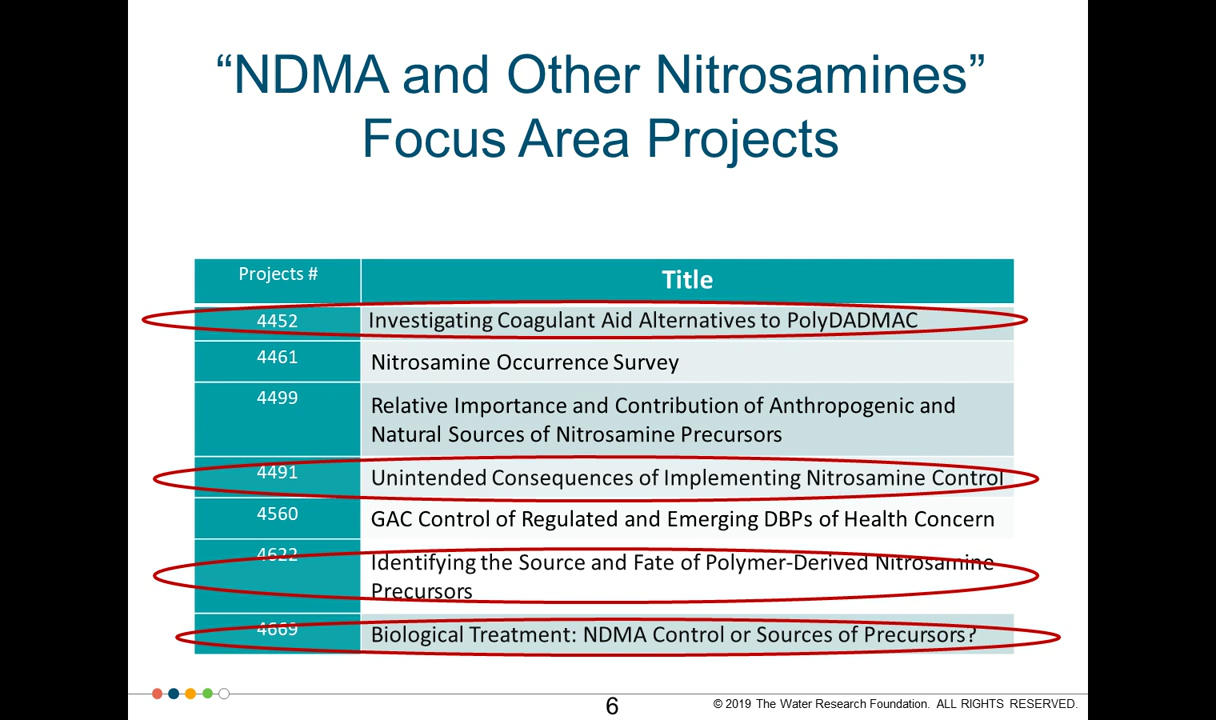 “NDMA and Other Nitrosamines”
Focus Area Projects
Projects # Title
4452 Investigating Coagulant Aid Alternatives to PolyDADMAC
4461 Nitrosamine Occurrence Survey
4499 Relative Importance and Contribution of Anthropogenic and
Natural Sources of Nitrosamine Precursors
4491 Unintended Consequences of Implementing Nitrosamine Control
4560 GAC Control of Regulated and Emerging DBPs of Health Concern
4622 Identifying the Source and Fate of Polymer-Derived Nitrosamine
Precursors
4669 Biological Treatment: NDMA Control or Sources of Precursors?
6
© 2019 The Water Research Foundation. ALL RIGHTS RESERVED.